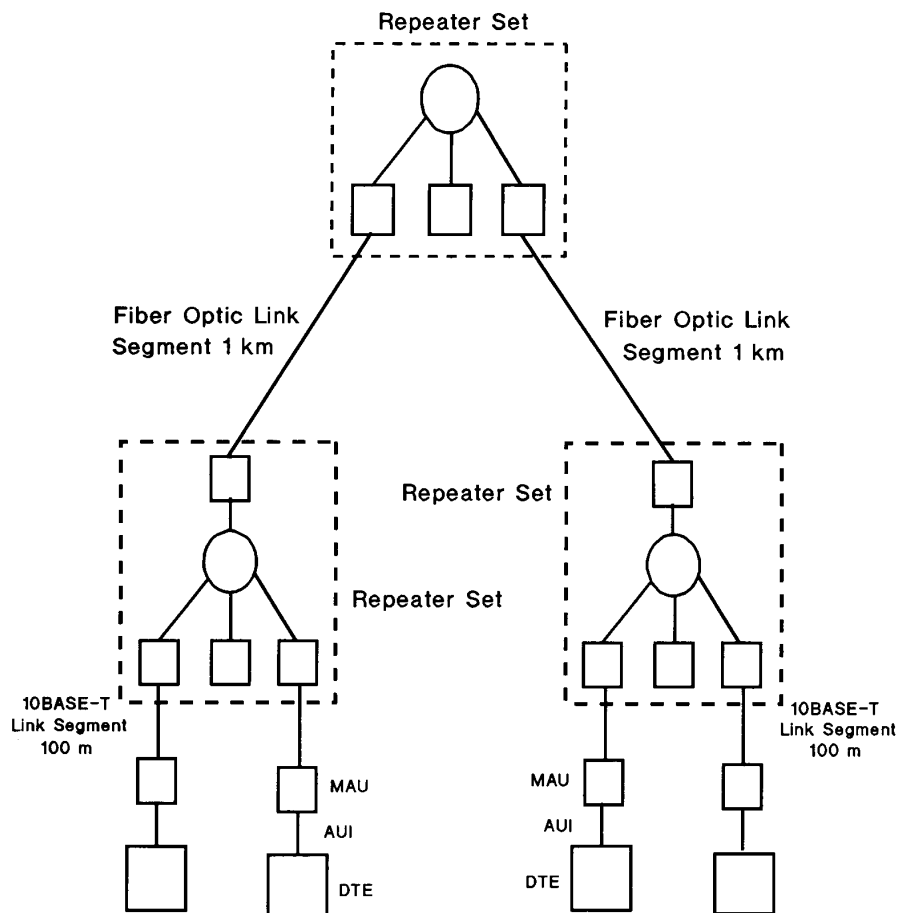 Repeater Set
Fiber Optic Link
Segment 1 km
Fiber Optic Link
Segment 1 km
Repeater Set
Repeater Set
10BASE-T
Link Segment
100 m
10BASE-T
Link Segment
100 m
MAU
MAU
AUI
AUI
DTE
DTE